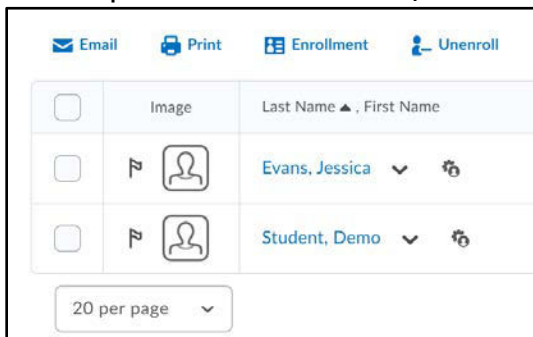 Email Print Enrollment Unenroll
Image Last Name ▲ , First Name
Evans, Jessica
Student, Demo
20 per page